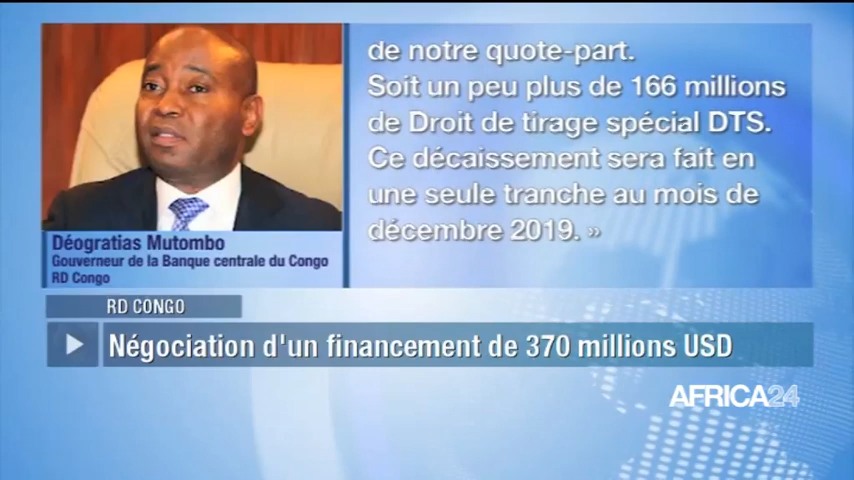 de notre quote-part.
Soit un peu plus de 166 millions
de Droit de tirage spécial DTS.
Ce décaissement sera fait en
une seule tranche au mois de
décembre 2019. »
Déogratias Mutombo
Gouverneur de la Banque centrale du Congo
RD Congo
RD CONGO
Négociation d'un financement de 370 millions USD
AFRICA24